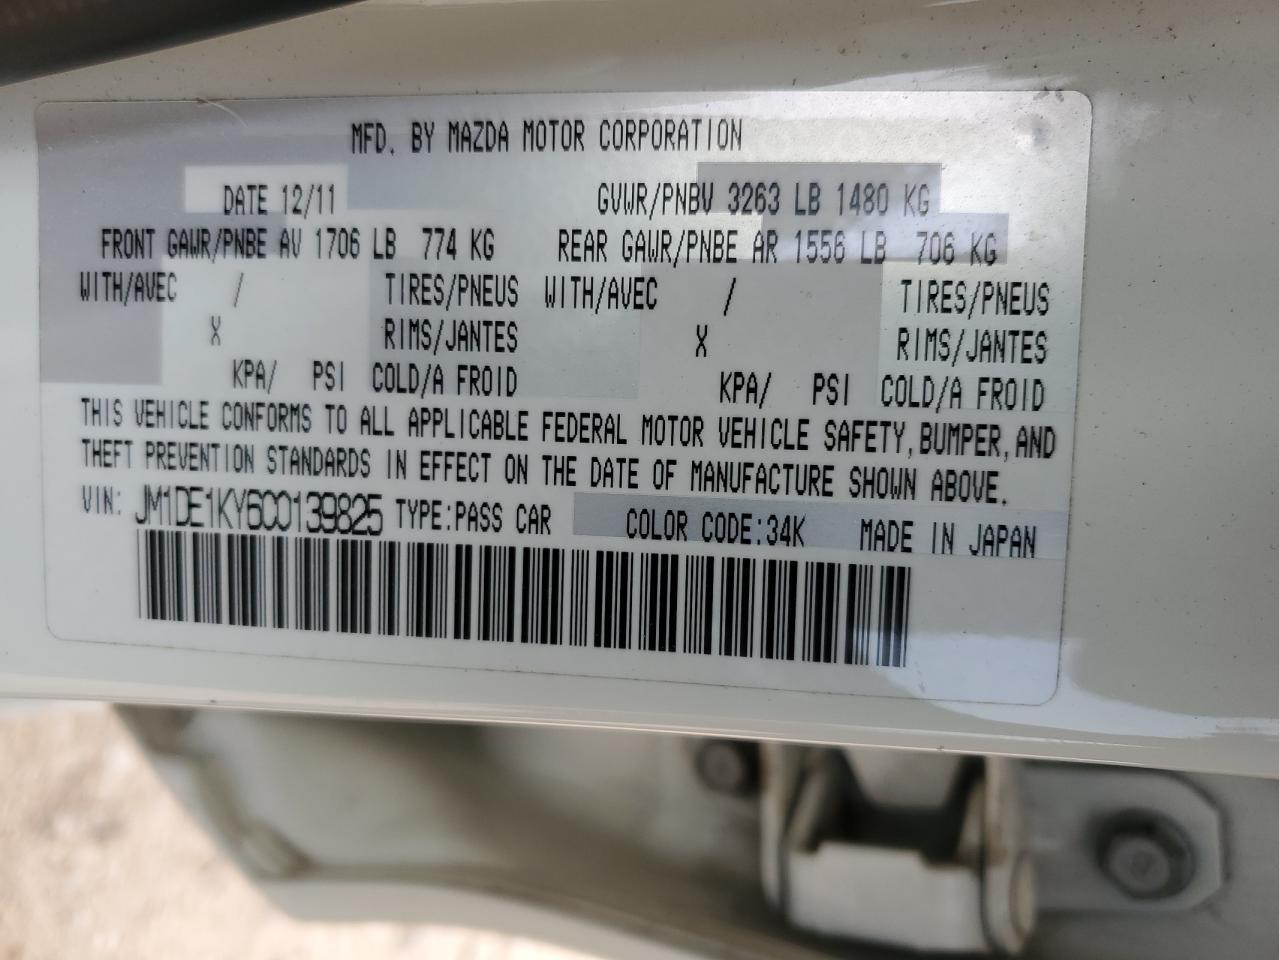 MFD. BY MAZDA MOTOR CORPORATION
DATE 12/11 GVWR/PNBV 3263 LB 1480 KG
FRONT GAWR/PNBE AV 1706 LB 774 KG REAR GAWR/PNBE AR 1556 LB 706 KG
WITH/AVEC / TIRES/PNEUS WITH/AVEC / TIRES/PNEUS
X RIMS/JANTES X RIMS/JANTES
KPA/ PSI COLD/A FROID KPA/ PSI COLD/A FROID
THIS VEHICLE CONFORMS TO ALL APPLICABLE FEDERAL MOTOR VEHICLE SAFETY, BUMPER, AND
THEFT PREVENTION STANDARDS IN EFFECT ON THE DATE OF MANUFACTURE SHOWN ABOVE.
VIN: JM1DE1KY6C0139825 TYPE:PASS CAR COLOR CODE:34K MADE IN JAPAN